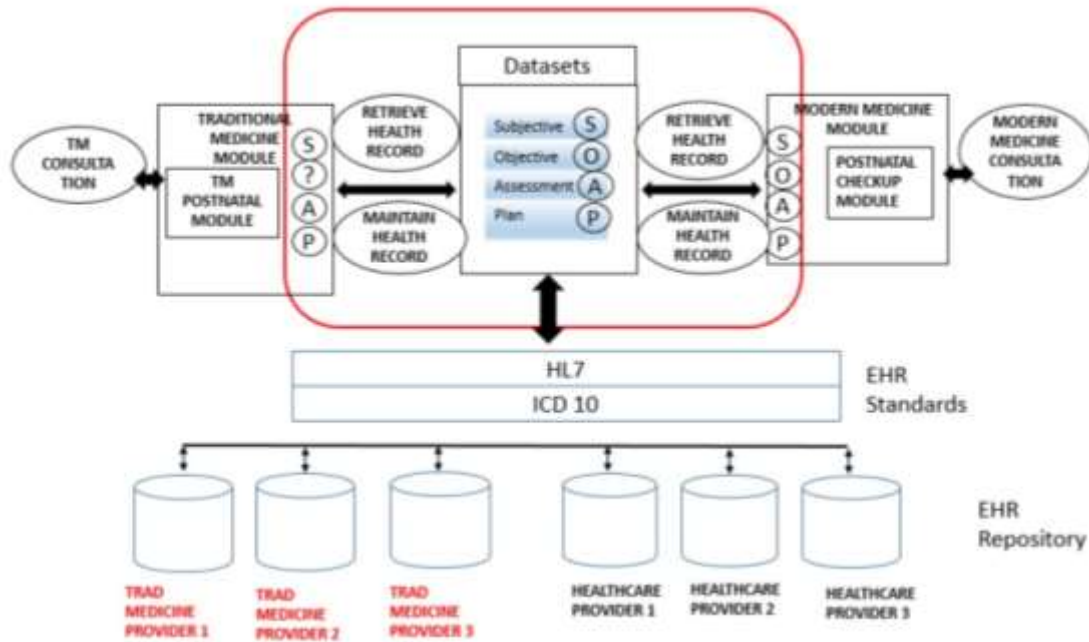 Datasets
TRADITIONAL
MEDICINE
MODULE
TM
POSTNATAL
MODULE
TM
CONSULTA
TION
S
?
A
P
RETRIEVE
HEALTH
RECORD
MAINTAIN
HEALTH
RECORD
Subjective S
Objective O
Assessment A
Plan P
RETRIEVE
HEALTH
RECORD
MAINTAIN
HEALTH
RECORD
S
O
A
P
MODERN MEDICINE
MODULE
POSTNATAL
CHECKUP
MODULE
MODERN
MEDICINE
CONSULTA
TION
HL7
ICD 10
EHR
Standards
EHR
Repository
TRAD
MEDICINE
PROVIDER 1
TRAD
MEDICINE
PROVIDER 2
TRAD
MEDICINE
PROVIDER 3
HEALTHCARE
PROVIDER 1
HEALTHCARE
PROVIDER 2
HEALTHCARE
PROVIDER 3